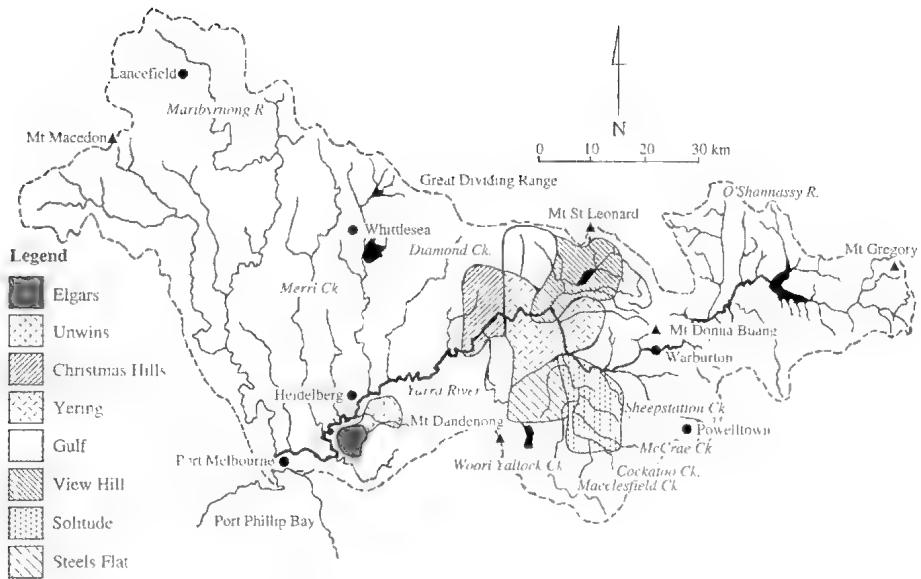 Lancefield
Maribyrnong R
Mt Macedon
N
0 10 20 30 km
Great Dividing Range
O'Shannassy R.
Mt St Leonard
Whittlesea
Diamond Ck.
Mt Gregory
Legend
Elgars
Merri Ck
Unwins
Mt Donna Buang
Christmas Hills
Warburton
Heidelberg
Yarra River
Yering
Sheepstation Ck
Mt Dandenong
Powelltown
Gulf
McCrae Ck
Port Melbourne
Woori Yallock Ck
Cockatoo Ck.
Macclesfield Ck
View Hill
Solitude
Port Phillip Bay
Steels Flat